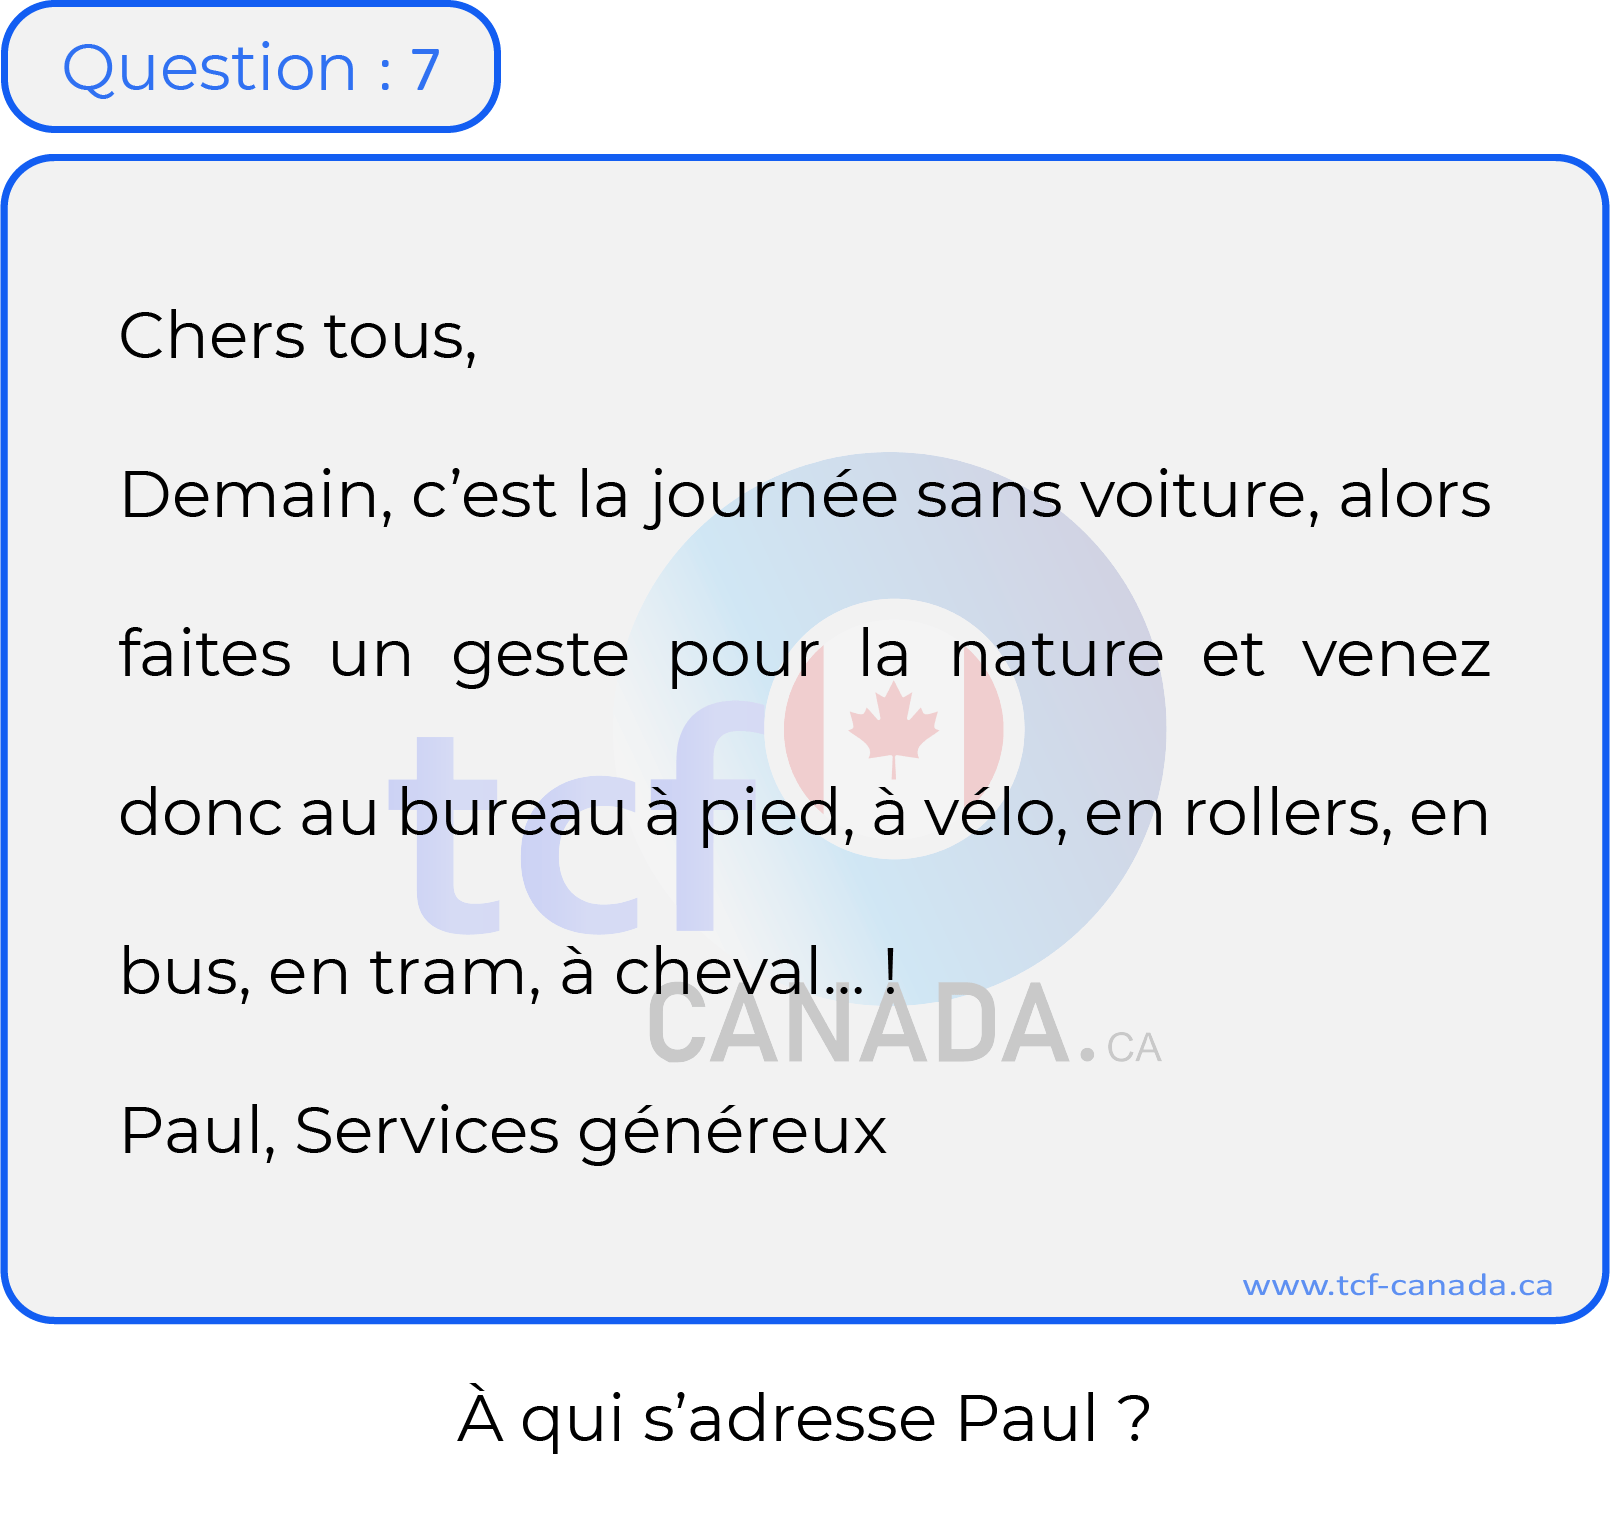 Question : 7
Chers tous,
Demain, c’est la journée sans voiture, alors
faites un geste pour la nature et venez
donc au bureau à pied, à vélo, en rollers, en
bus, en tram, à cheval... !
Paul, Services généreux
tcf
CANADA.CA
www.tcf-canada.ca
À qui s’adresse Paul ?